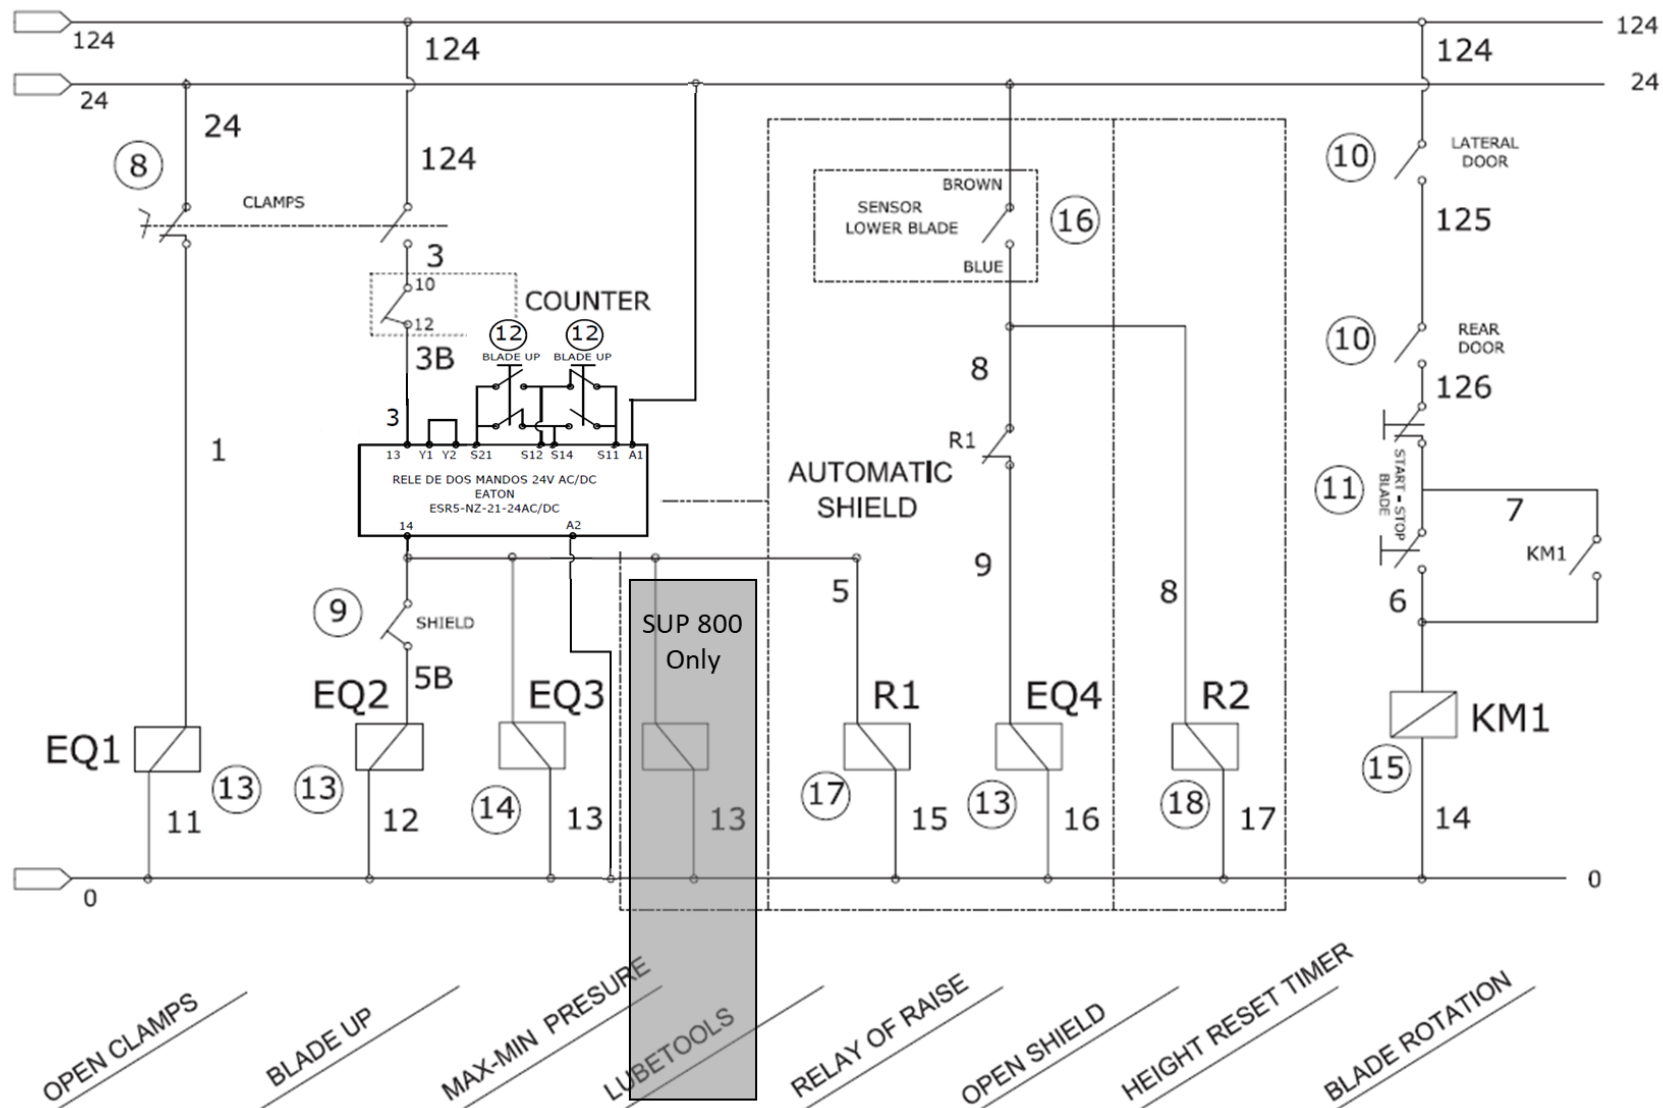 124
124
124
24
24
124
124
24
8
CLAMPS
3
10
12
3B
COUNTER
12
12
BLADE UP
BLADE UP
3
13
Y1
Y2
S21
S12
S14
S11
A1
RELE DE DOS MANDOS 24V AC/DC
EATON
ESR5-NZ-21-24AC/DC
14
A2
1
9
SHIELD
5B
SUP 800
Only
AUTOMATIC
SHIELD
BROWN
SENSOR
LOWER BLADE
BLUE
16
8
R1
9
5
8
10
LATERAL
DOOR
125
10
REAR
DOOR
126
11
START - STOP
BLADE
7
KM1
6
EQ1
13
EQ2
13
EQ3
14
R1
17
EQ4
13
R2
18
KM1
15
11
12
13
13
15
16
17
14
0
0
OPEN CLAMPS
BLADE UP
MAX-MIN PRESURE
LUBETOOLS
RELAY OF RAISE
OPEN SHIELD
HEIGHT RESET TIMER
BLADE ROTATION